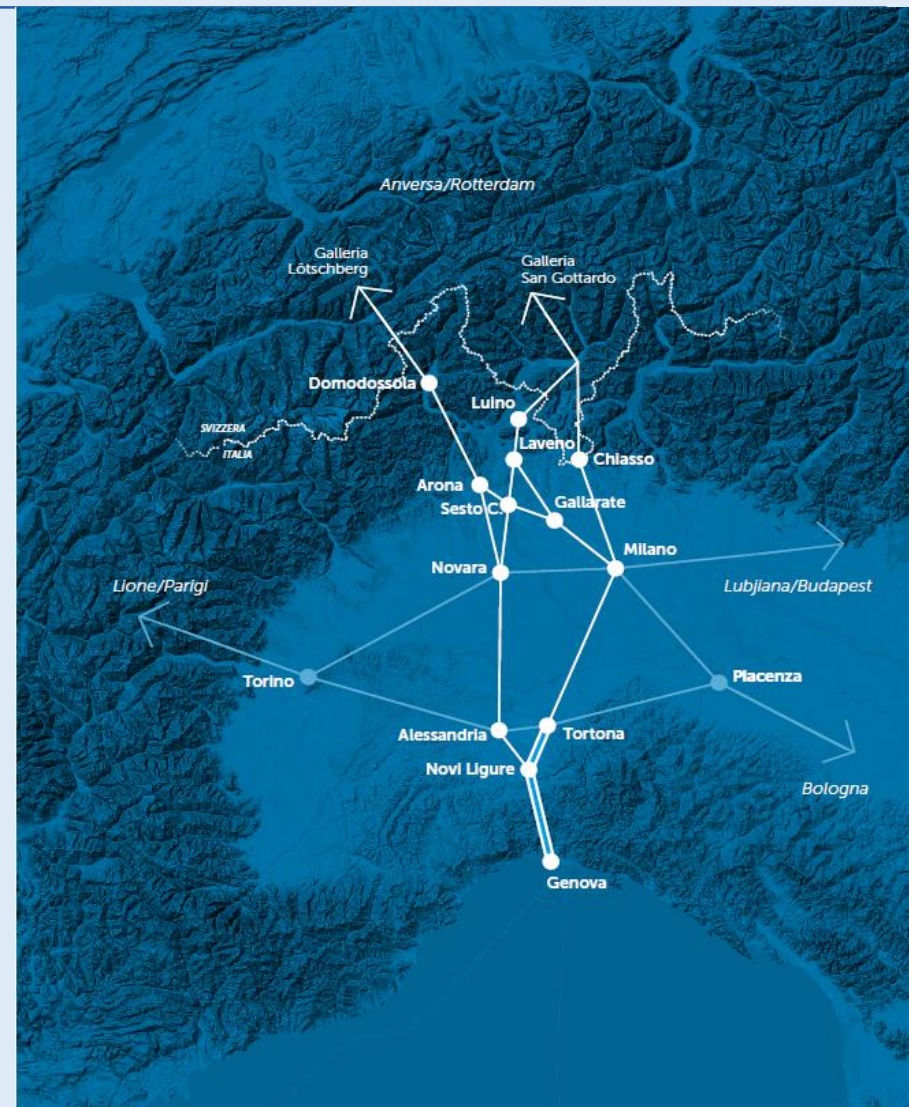 Anversa/Rotterdam
Galleria
Lötschberg
Galleria
San Gottardo
Domodossola
Luino
SVIZZERA
ITALIA
Laveno
Chiasso
Arona
Sesto C.
Gallarate
Milano
Novara
Lione/Parigi
Lubjiana/Budapest
Torino
Piacenza
Alessandria
Tortona
Novi Ligure
Bologna
Genova